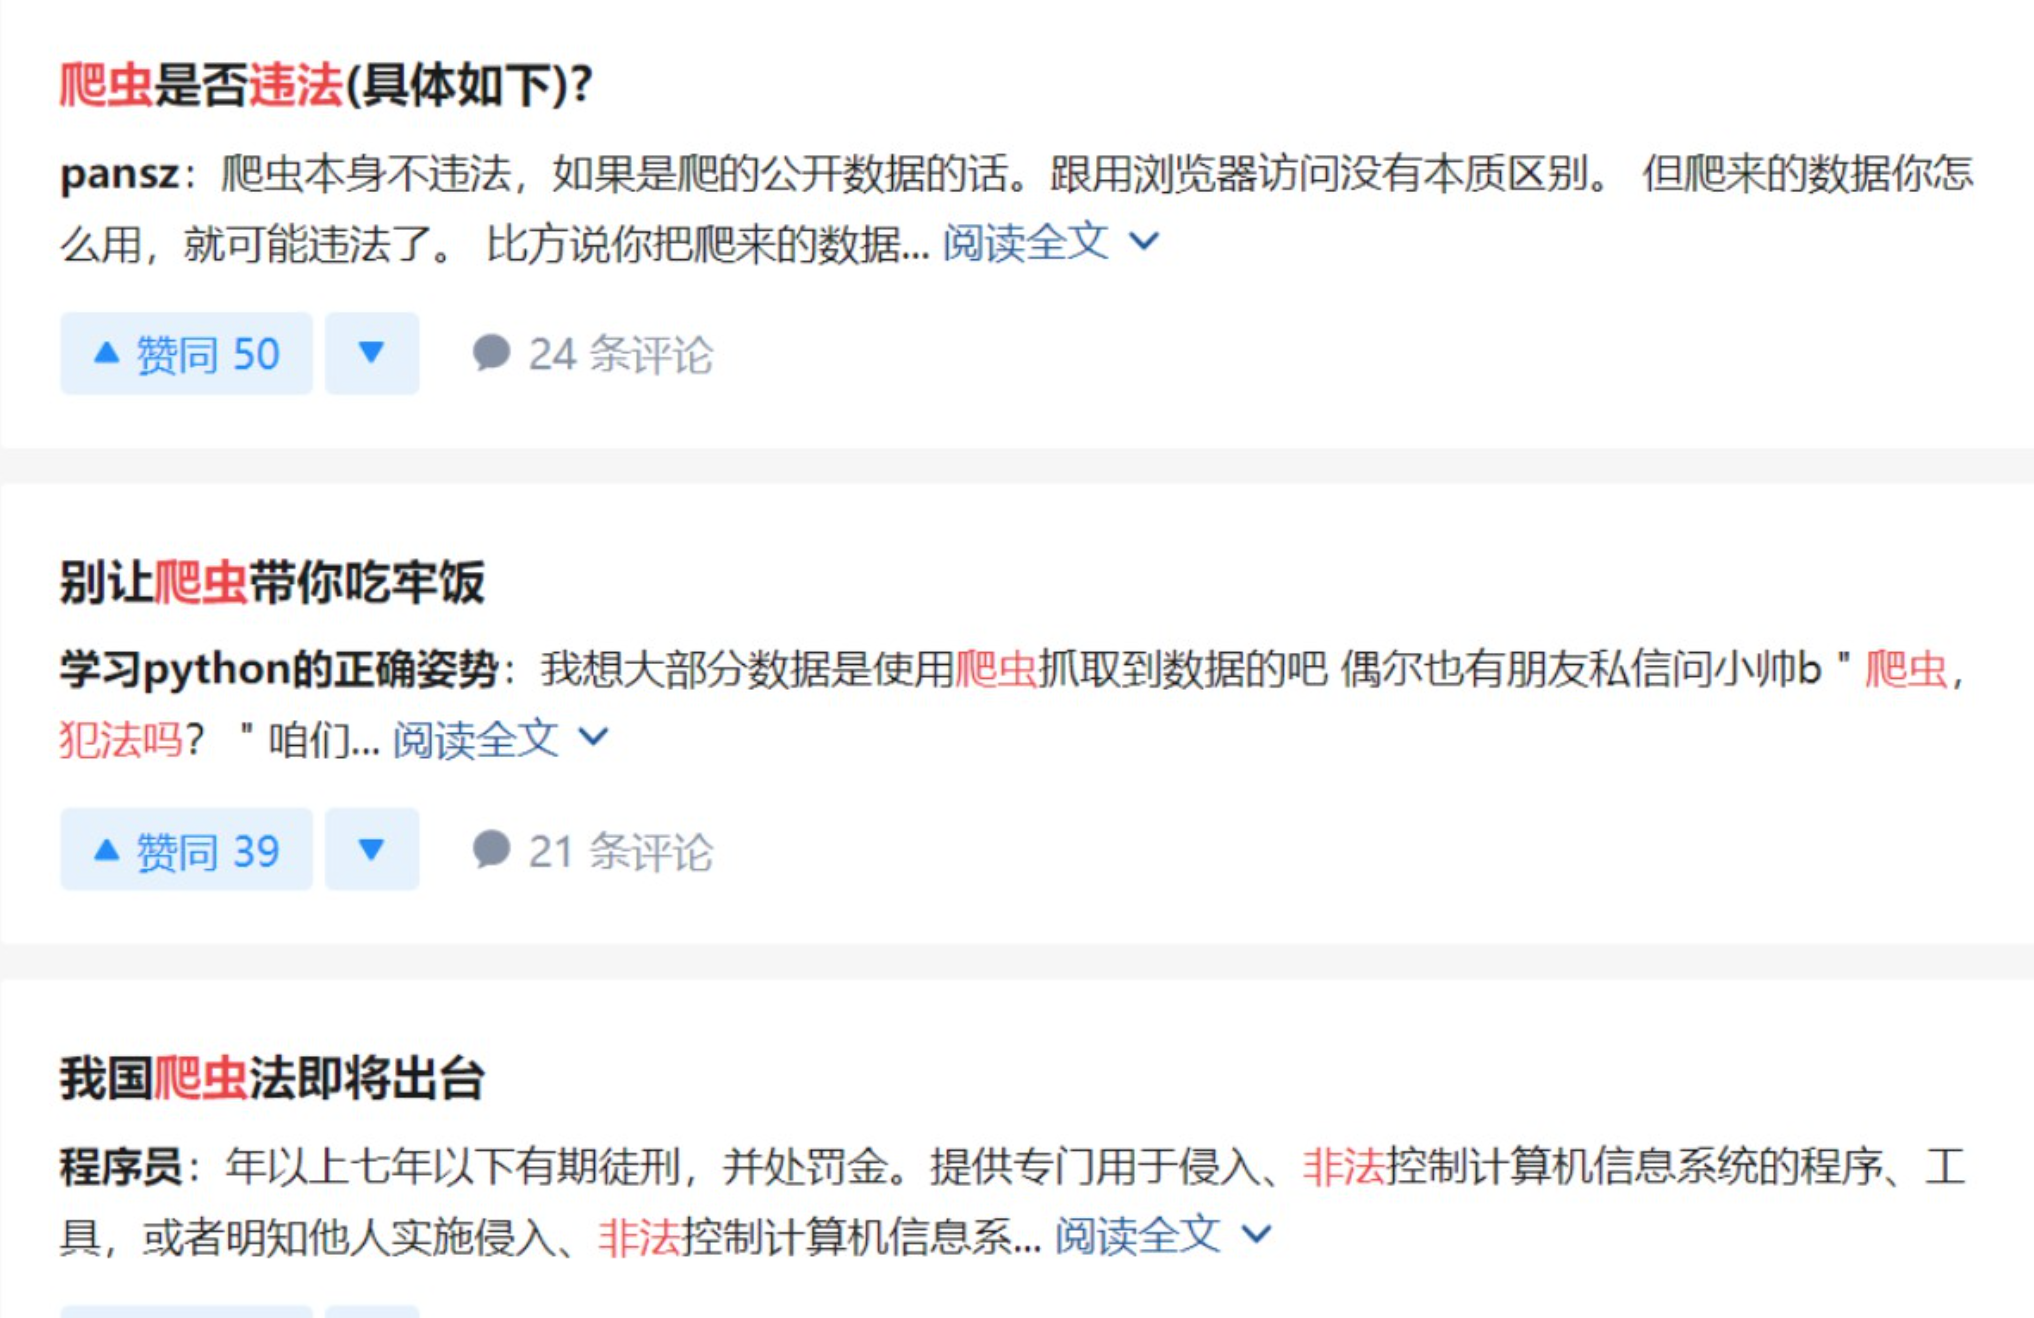 爬虫是否违法(具体如下)?
pansz：爬虫本身不违法，如果是爬的公开数据的话。跟用浏览器访问没有本质区别。 但爬来的数据你怎
么用，就可能违法了。 比方说你把爬来的数据... 阅读全文
赞同 50 24 条评论
别让爬虫带你吃牢饭
学习python的正确姿势：我想大部分数据是使用爬虫抓取到数据的吧 偶尔也有朋友私信问小帅b " 爬虫，
犯法吗？ " 咱们... 阅读全文
赞同 39 21 条评论
我国爬虫法即将出台
程序员：年以上七年以下有期徒刑，并处罚金。提供专门用于侵入、非法控制计算机信息系统的程序、工
具，或者明知他人实施侵入、非法控制计算机信息系... 阅读全文